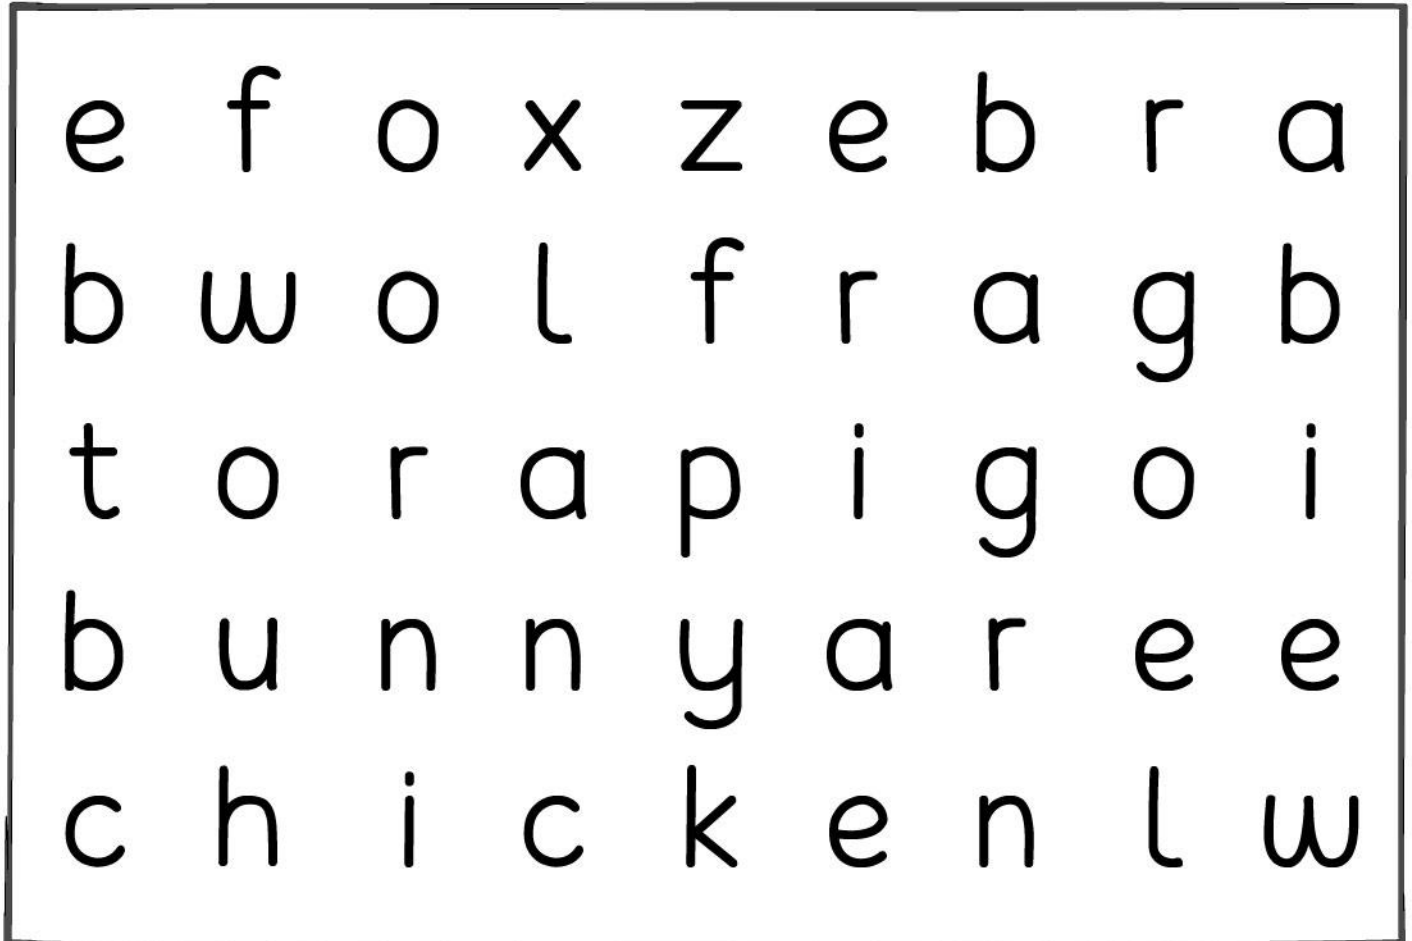 e f o x z e b r a
b w o l f r a g b
t o r a p i g o i
b u n n y a r e e
c h i c k e n l w